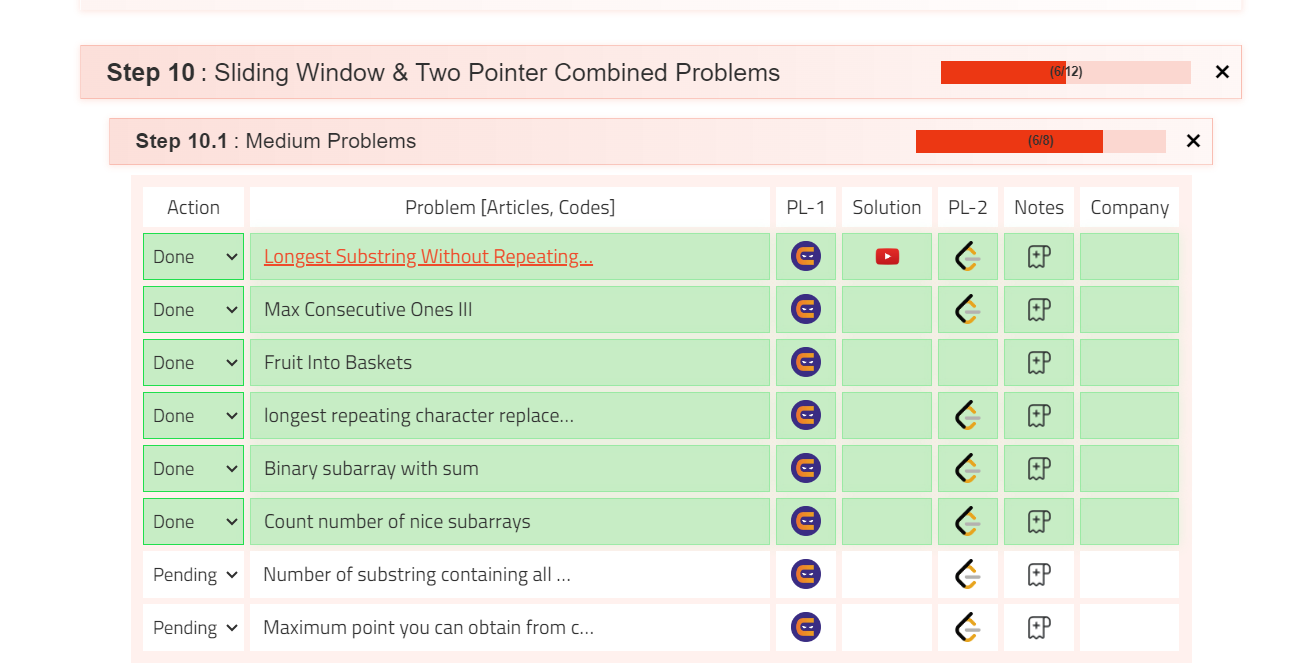 Step 10 : Sliding Window & Two Pointer Combined Problems (6/12) ×
Step 10.1 : Medium Problems (6/8) ×
Action Problem [Articles, Codes] PL-1 Solution PL-2 Notes Company
Done Longest Substring Without Repeating...
Done Max Consecutive Ones III
Done Fruit Into Baskets
Done longest repeating character replace...
Done Binary subarray with sum
Done Count number of nice subarrays
Pending Number of substring containing all ...
Pending Maximum point you can obtain from c...